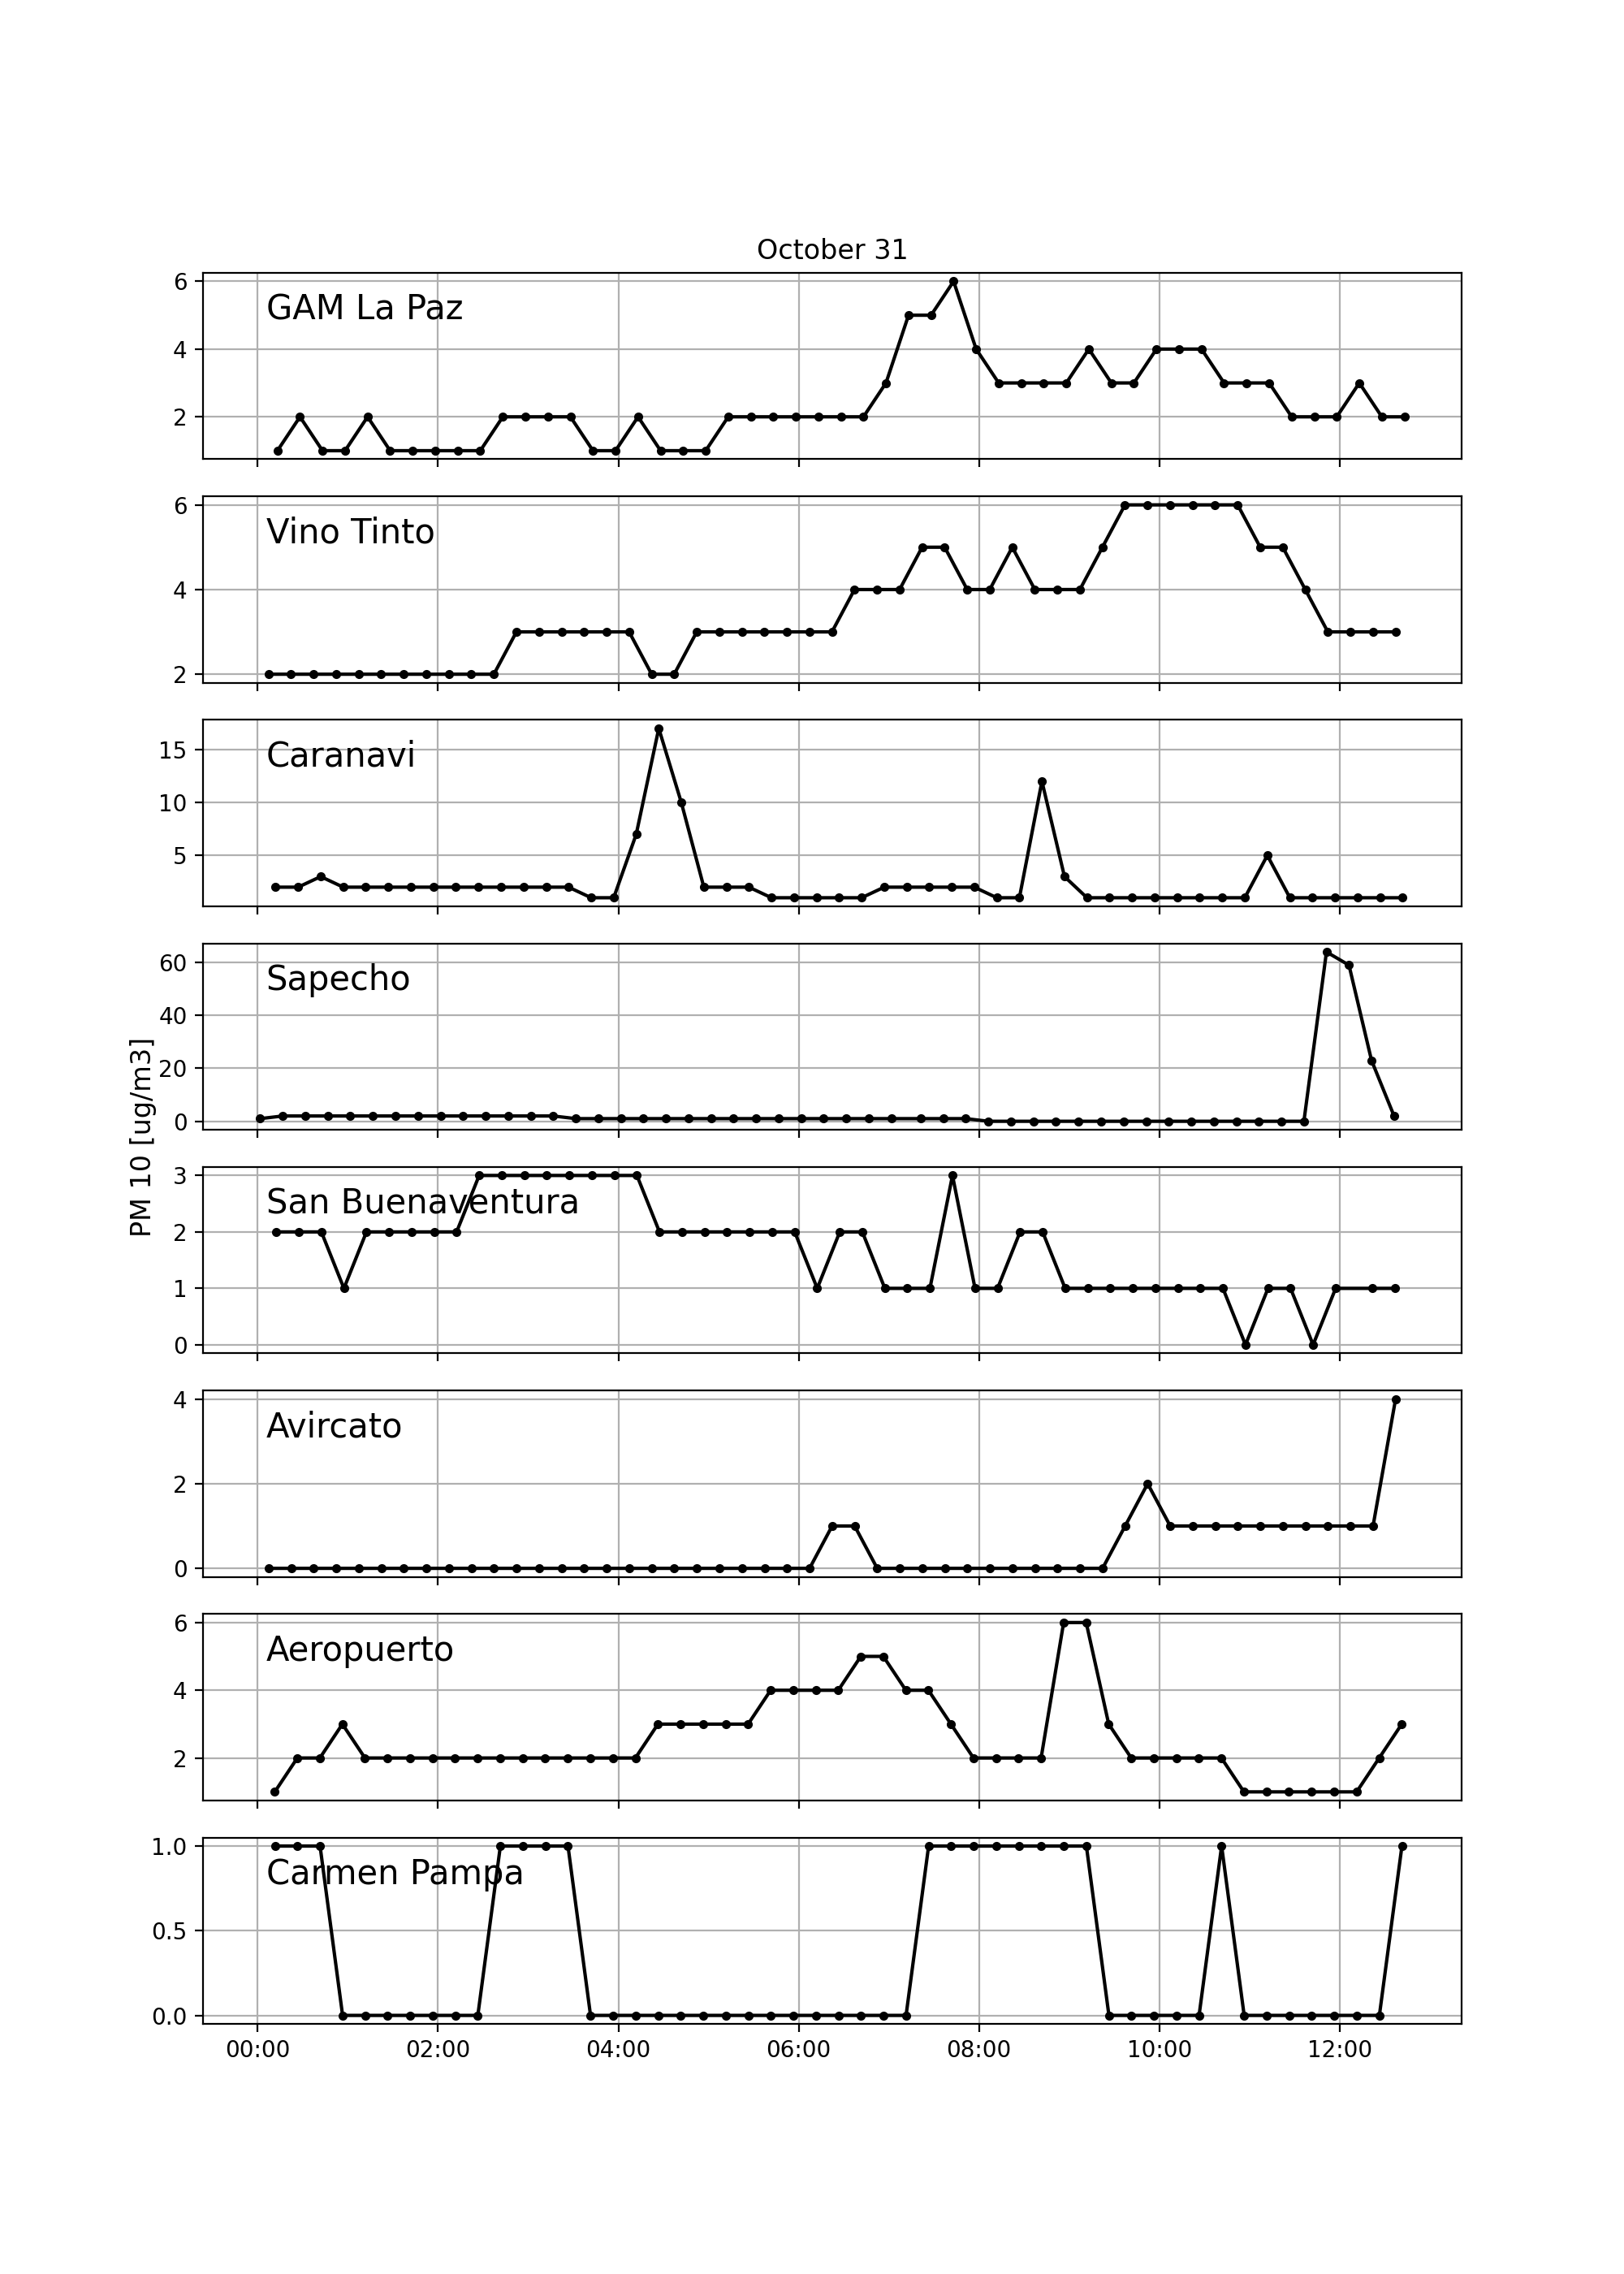 October 31
PM 10 [ug/m3]
GAM La Paz
6
4
2
Vino Tinto
6
4
2
Caranavi
15
10
5
Sapecho
60
40
20
0
San Buenaventura
3
2
1
0
Avircato
4
2
0
Aeropuerto
6
4
2
Carmen Pampa
1.0
0.5
0.0
00:00 02:00 04:00 06:00 08:00 10:00 12:00